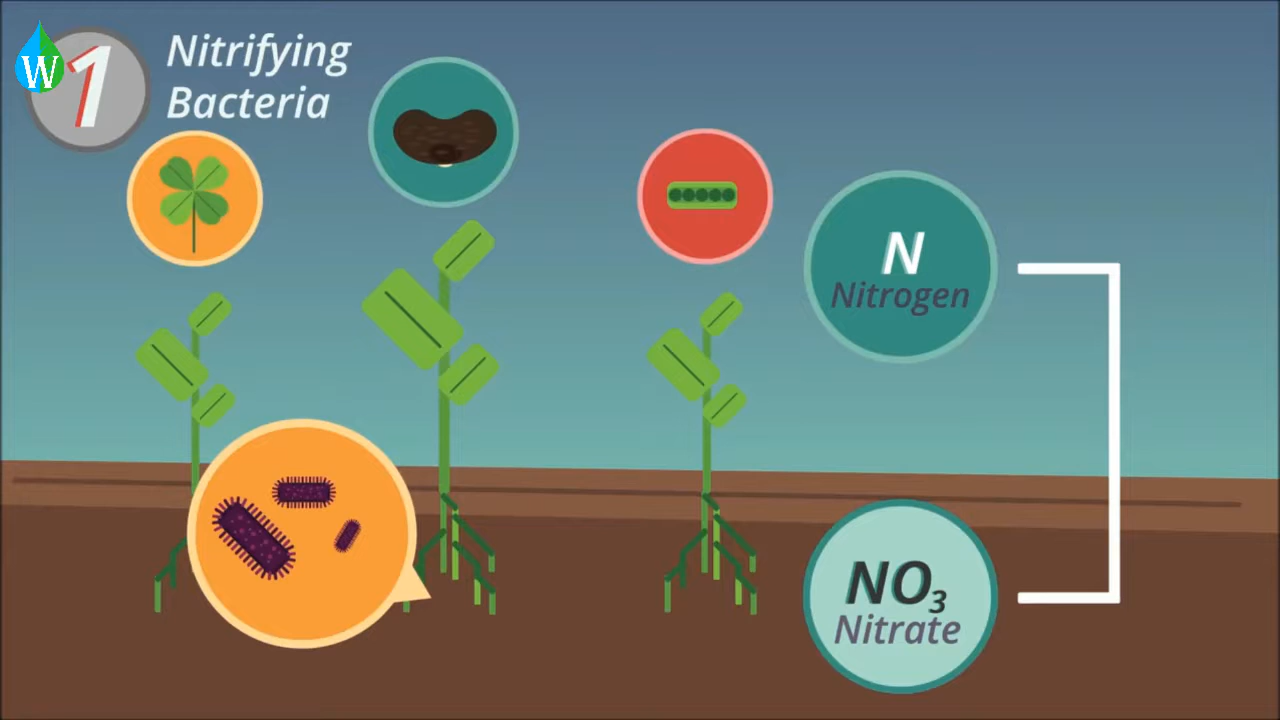 W
1
Nitrifying
Bacteria
N
Nitrogen
NO₃
Nitrate